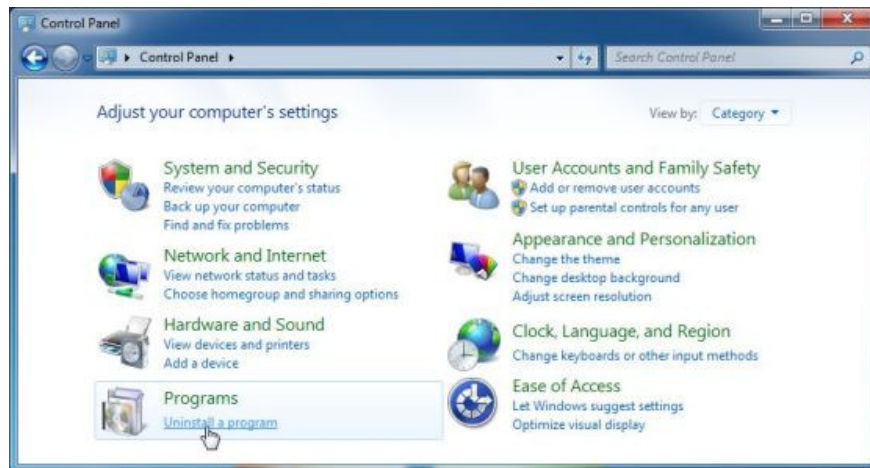 Control Panel
Control Panel
Search Control Panel
Adjust your computer's settings
View by: Category
System and Security
Review your computer's status
Back up your computer
Find and fix problems
Network and Internet
View network status and tasks
Choose homegroup and sharing options
Hardware and Sound
View devices and printers
Add a device
Programs
Uninstall a program
User Accounts and Family Safety
Add or remove user accounts
Set up parental controls for any user
Appearance and Personalization
Change the theme
Change desktop background
Adjust screen resolution
Clock, Language, and Region
Change keyboards or other input methods
Ease of Access
Let Windows suggest settings
Optimize visual display